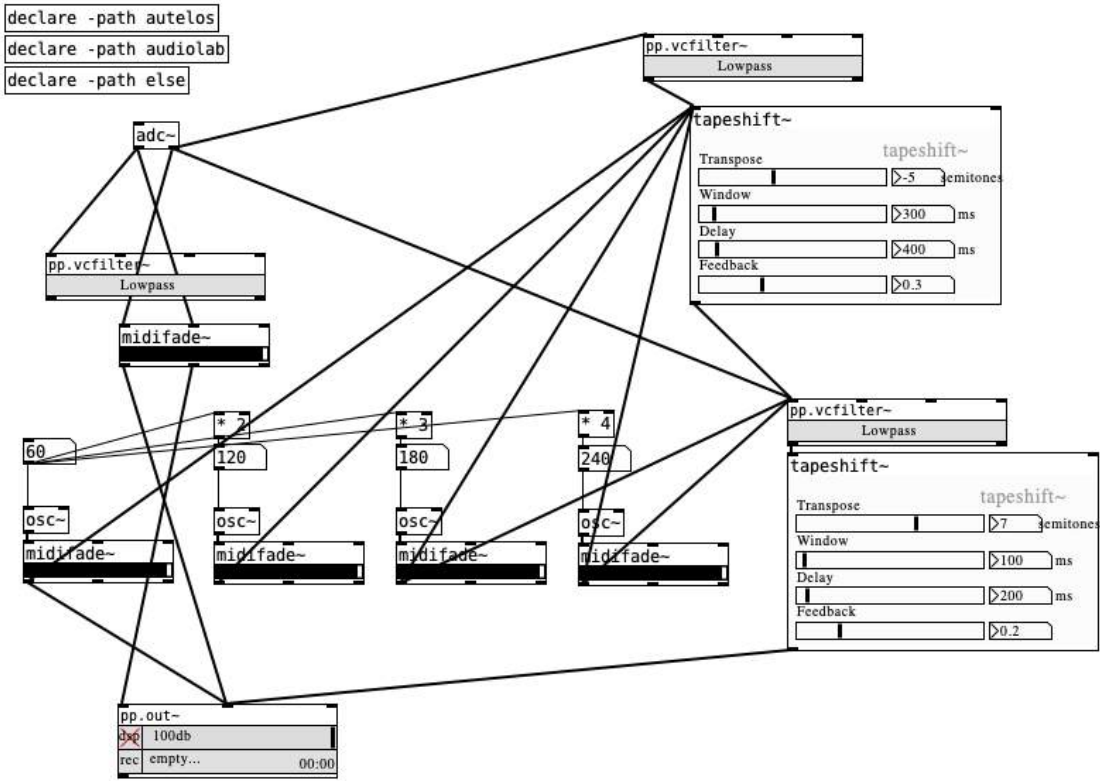 declare -path autelos
declare -path audiolab
declare -path else
pp.vcfilter~
Lowpass
adc~
tapeshift~
tapeshift~
Transpose
-5 semitones
Window
300 ms
Delay
400 ms
Feedback
0.3
pp.vcfilter~
Lowpass
midifade~
* 2
* 3
* 4
60
120
180
240
pp.vcfilter~
Lowpass
osc~
osc~
osc~
osc~
midifade~
midifade~
midifade~
midifade~
tapeshift~
tapeshift~
Transpose
7 semitones
Window
100 ms
Delay
200 ms
Feedback
0.2
pp.out~
dsp 100db
rec empty... 00:00